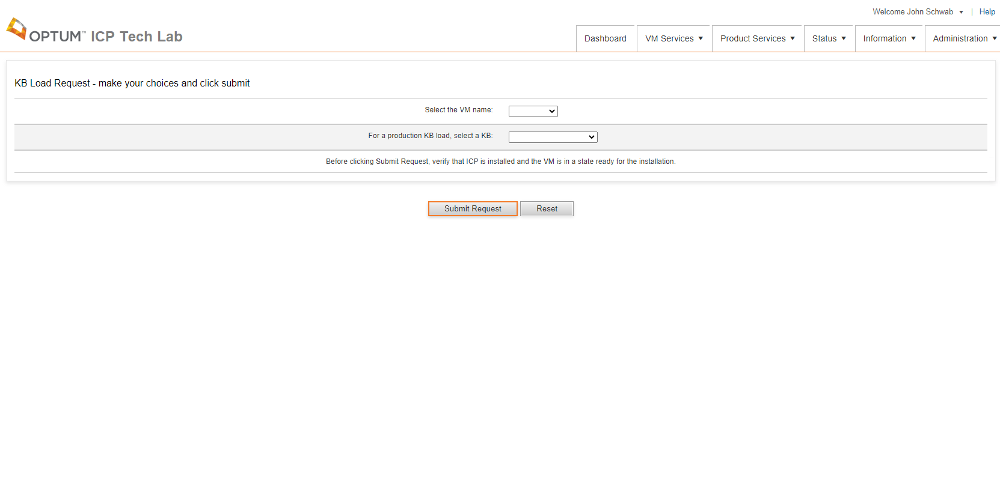 Welcome John Schwab ▼ | Help
OPTUM™ ICP Tech Lab
Dashboard VM Services ▼ Product Services ▼ Status ▼ Information ▼ Administration ▼
KB Load Request - make your choices and click submit
Select the VM name:
For a production KB load, select a KB:
Before clicking Submit Request, verify that ICP is installed and the VM is in a state ready for the installation.
Submit Request Reset